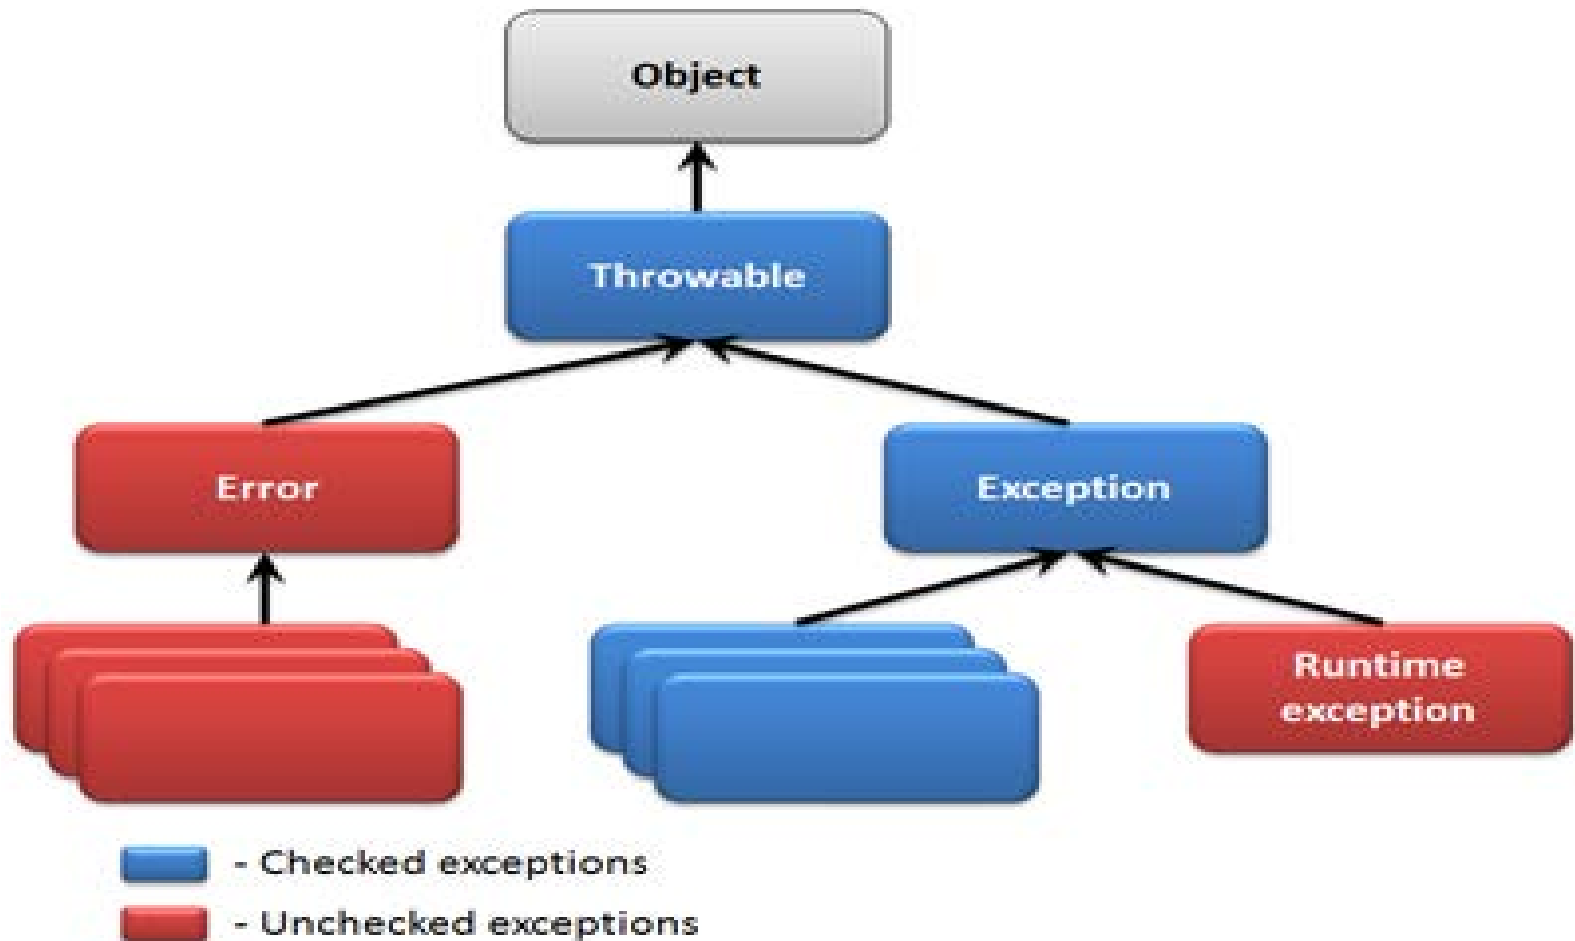 Object
Throwable
Error
Exception
Runtime
exception
- Checked exceptions
- Unchecked exceptions